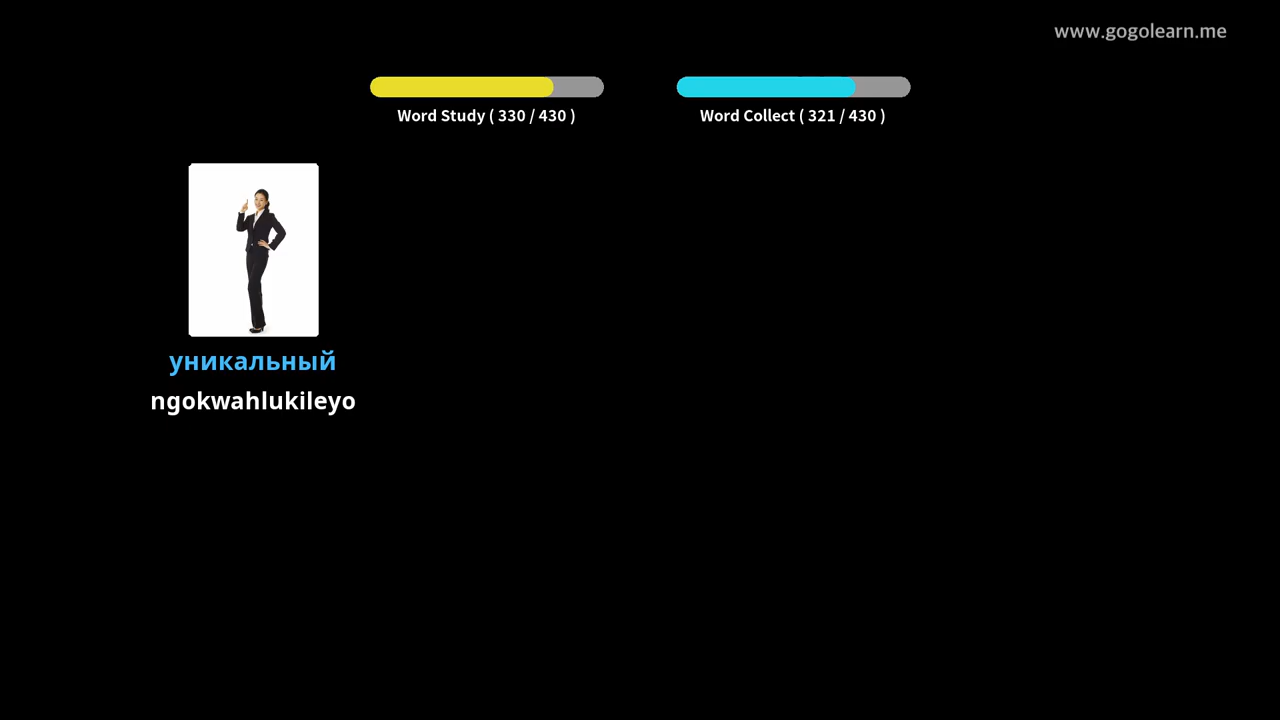 www.gogolearn.me
Word Study ( 330 / 430 )
Word Collect ( 321 / 430 )
уникальный
ngokwahlukileyo